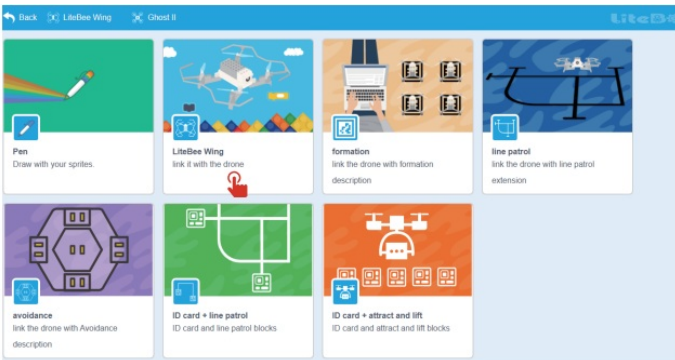 Back LiteBee Wing Ghost II
Pen
Draw with your sprites.
LiteBee Wing
link it with the drone
formation
link the drone with formation
description
line patrol
link the drone with line patrol
extension
avoidance
link the drone with Avoidance
description
ID card + line patrol
ID card and line patrol blocks
ID card + attract and lift
ID card and attract and lift blocks